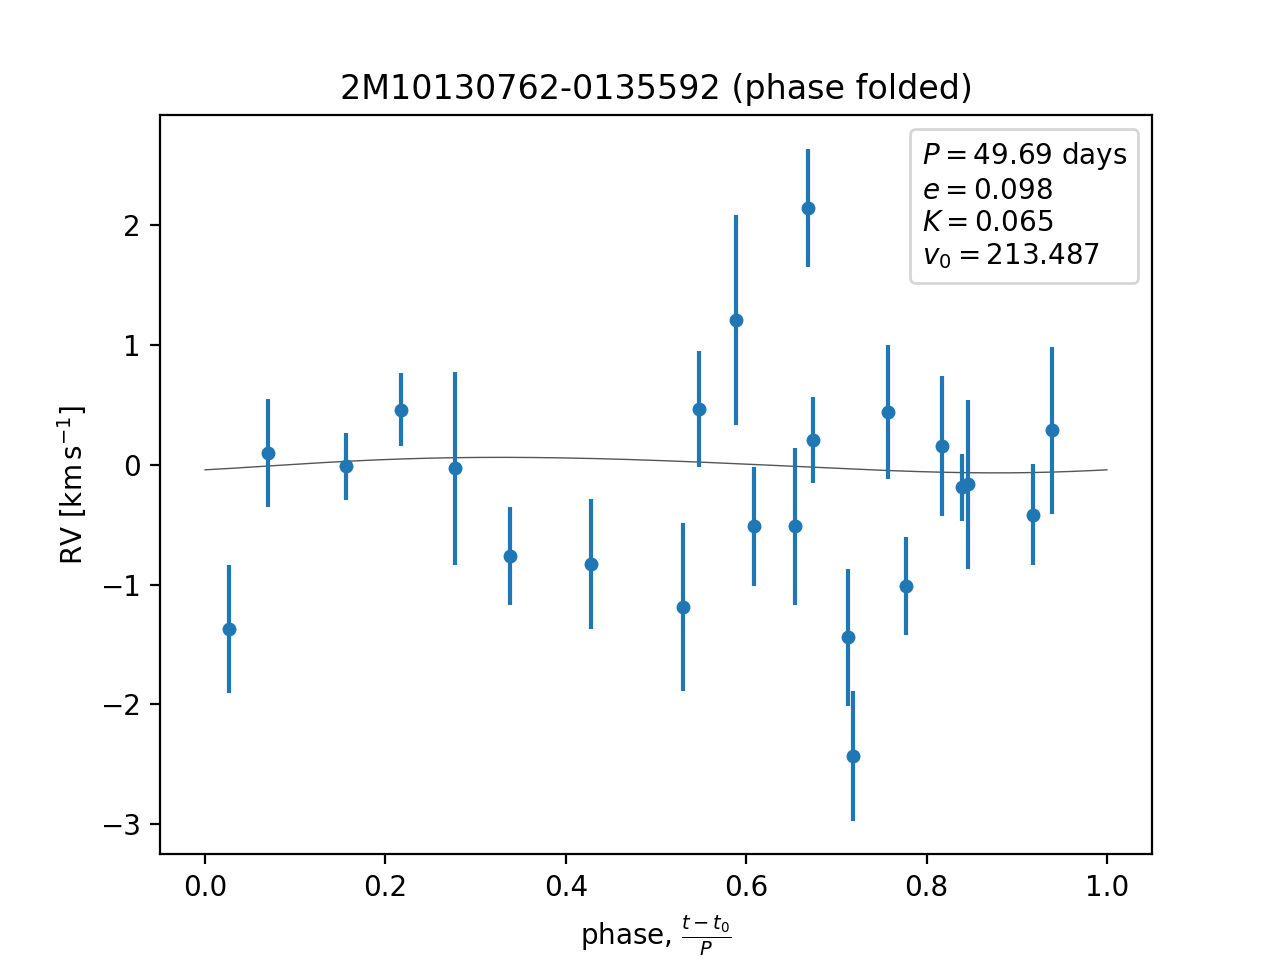 2M10130762-0135592 (phase folded)
P = 49.69 days
e = 0.098
K = 0.065
v₀ = 213.487
2
1
0
−1
−2
−3
RV [km s⁻¹]
0.0 0.2 0.4 0.6 0.8 1.0
phase, (t − t₀)/P